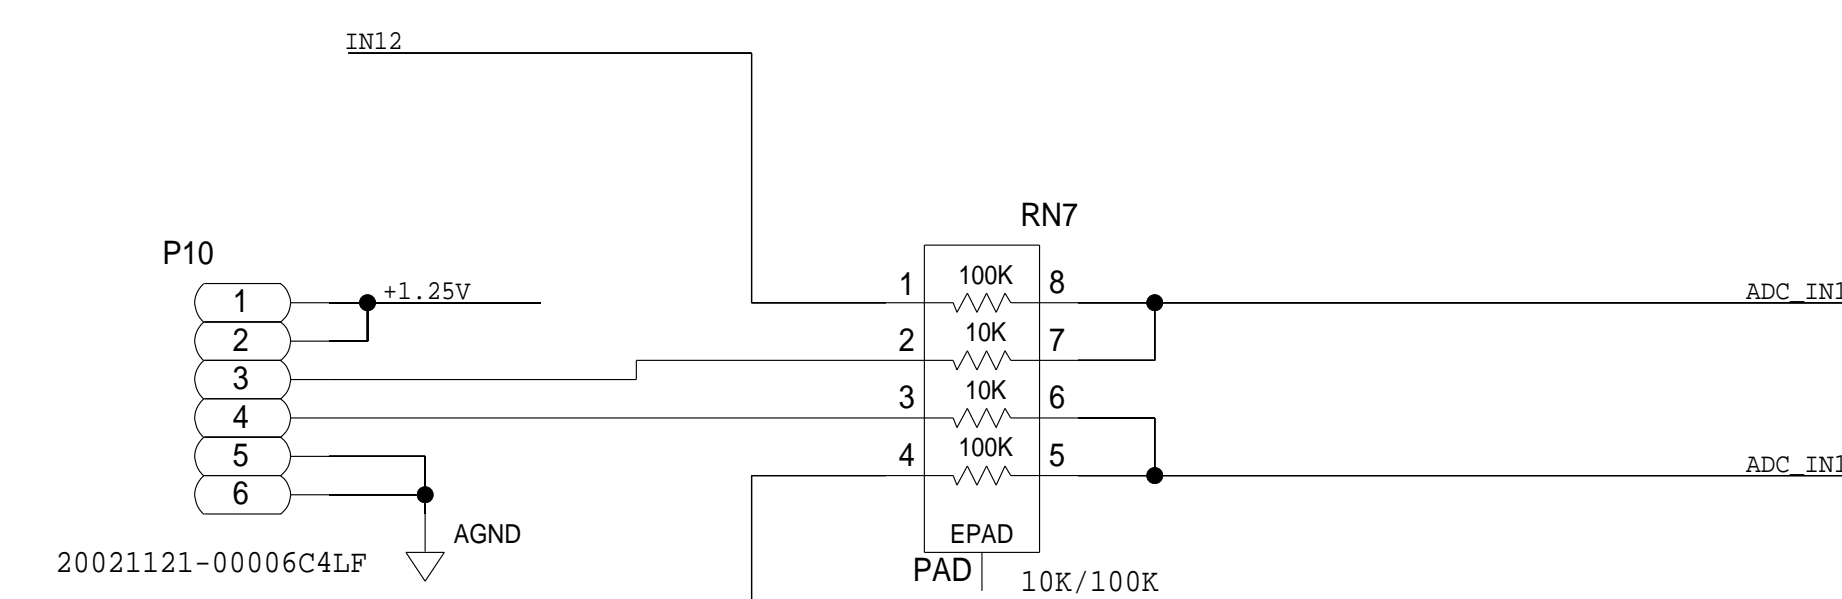 IN12
RN7
P10
1 100K 8
1 +1.25V
ADC_IN1
2 10K 7
2
3 10K 6
3
4
4 100K 5
5
ADC_IN1
6
AGND
EPAD
20021121-00006C4LF
PAD
10K/100K